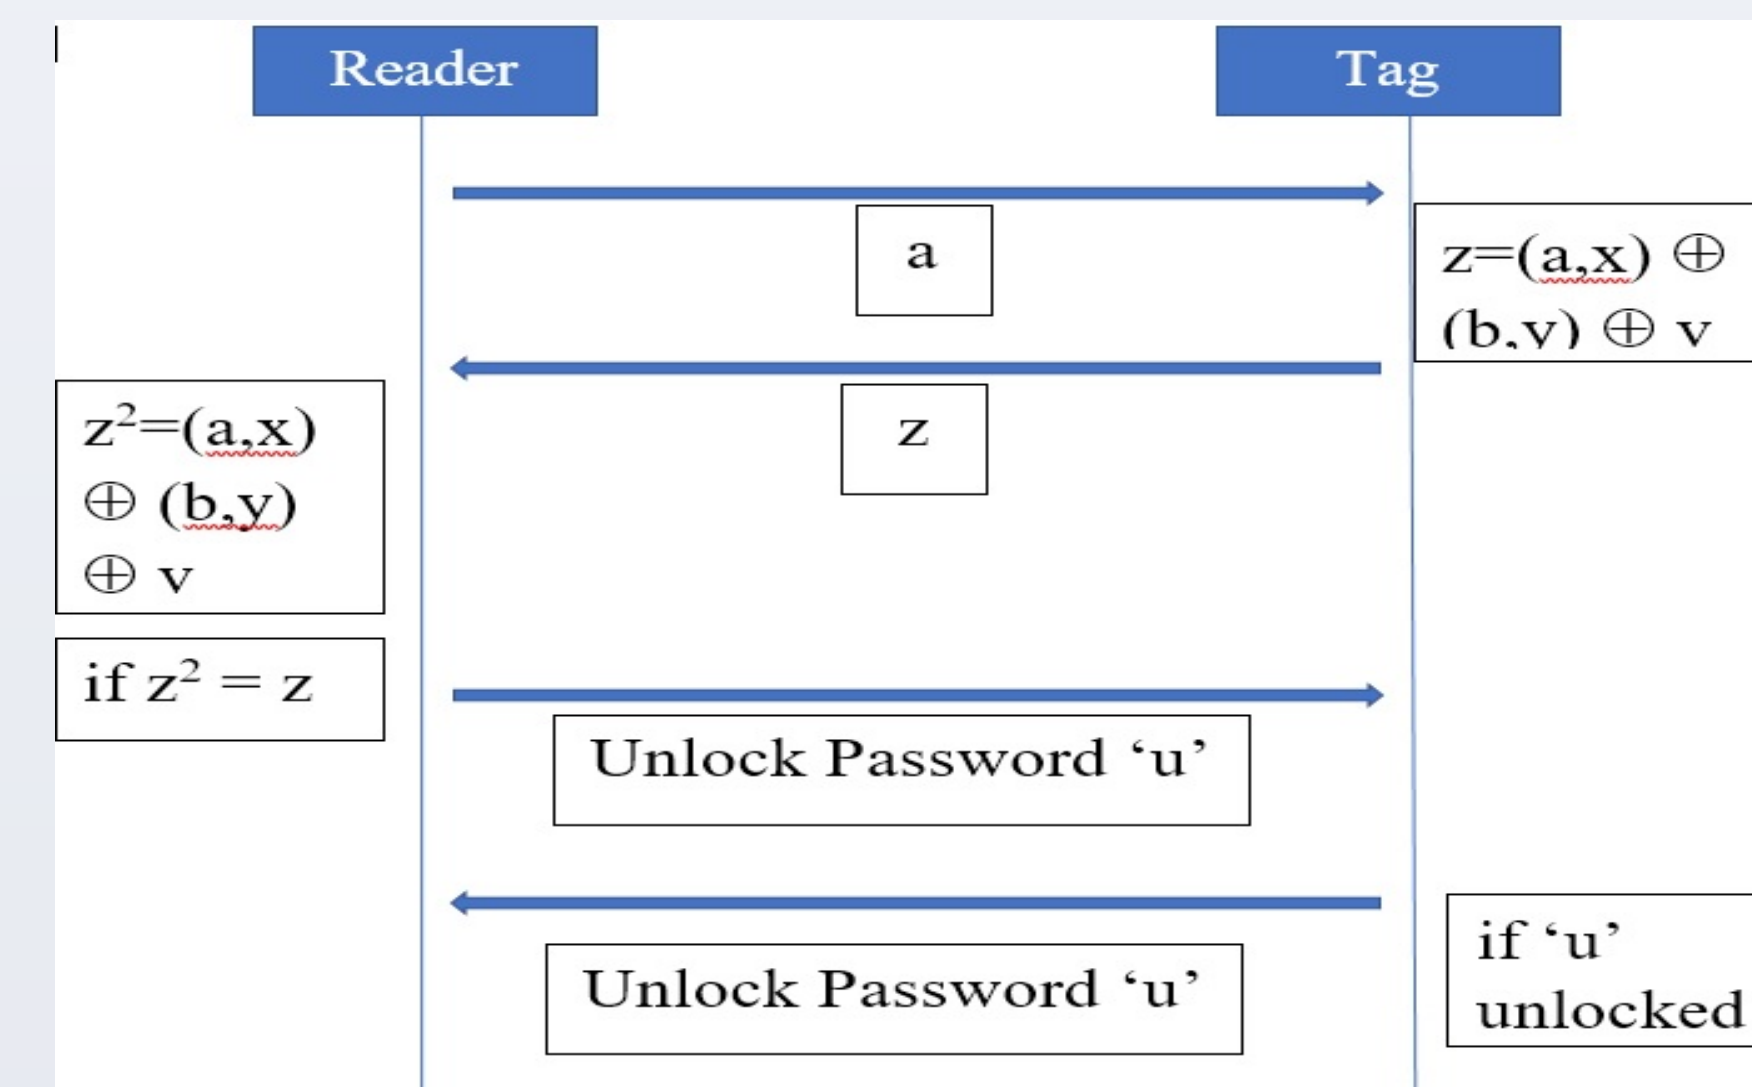 Reader
Tag
a
z=(a,x) ⊕
(b,y) ⊕ v
z
z²=(a,x)
⊕ (b,y)
⊕ v
if z² = z
Unlock Password ‘u’
Unlock Password ‘u’
if ‘u’
unlocked